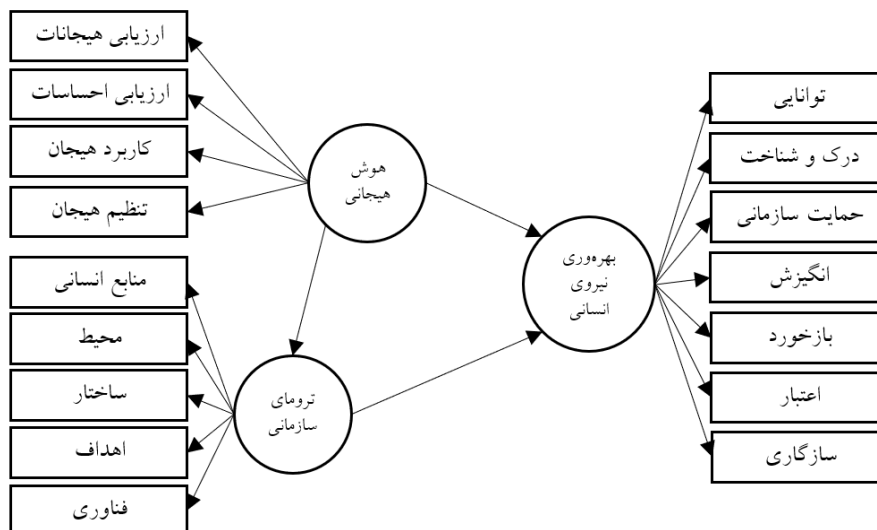 ارزیابی هیجانات
ارزیابی احساسات
کاربرد هیجان
تنظیم هیجان
منابع انسانی
محیط
ساختار
اهداف
فناوری
هوش
هیجانی
ترومای
سازمانی
بهره‌وری
نیروی
انسانی
توانایی
درک و شناخت
حمایت سازمانی
انگیزش
بازخورد
اعتبار
سازگاری